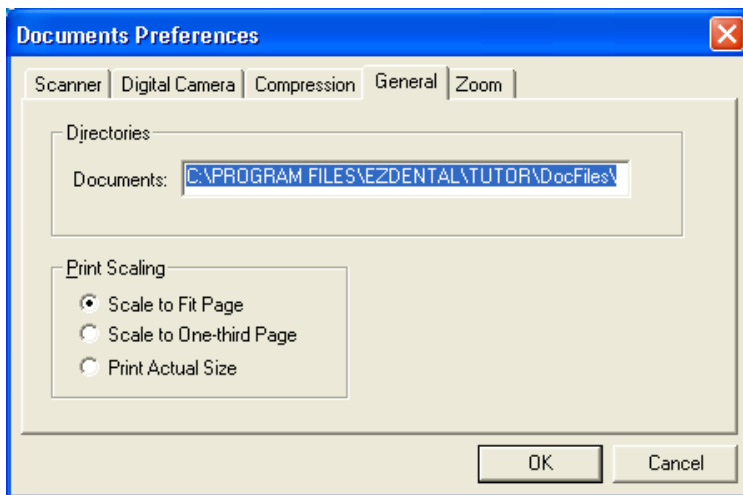 Documents Preferences
Scanner Digital Camera Compression General Zoom
Directories
Documents: C:\PROGRAM FILES\EZDENTAL\TUTOR\DocFiles\
Print Scaling
Scale to Fit Page
Scale to One-third Page
Print Actual Size
OK Cancel